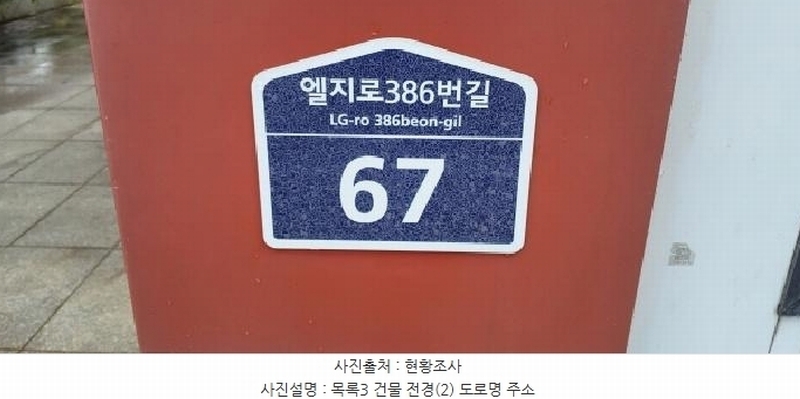 엘지로386번길
LG-ro 386beon-gil
67
사진출처 : 현황조사
사진설명 : 목록3 건물 전경(2) 도로명 주소